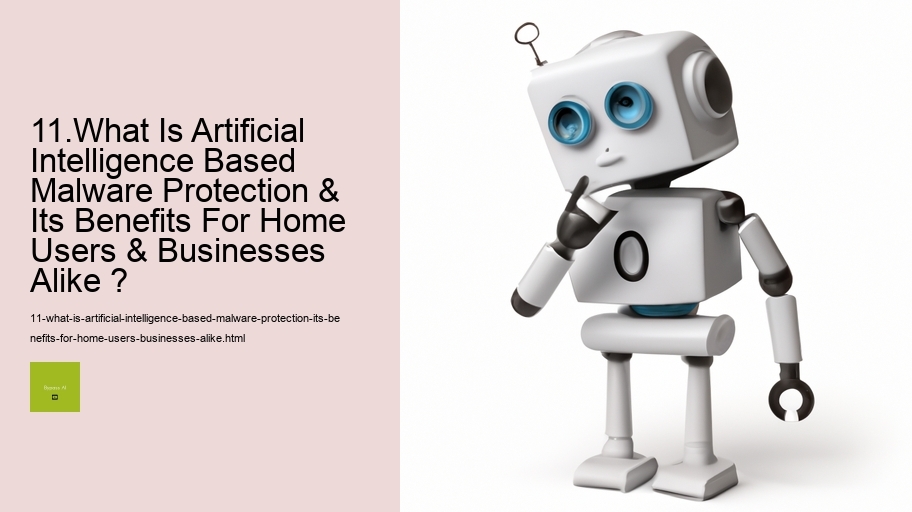 11.What Is Artificial
Intelligence Based
Malware Protection &
Its Benefits For Home
Users & Businesses
Alike ?
11-what-is-artificial-intelligence-based-malware-protection-its-be
nefits-for-home-users-businesses-alike.html
0